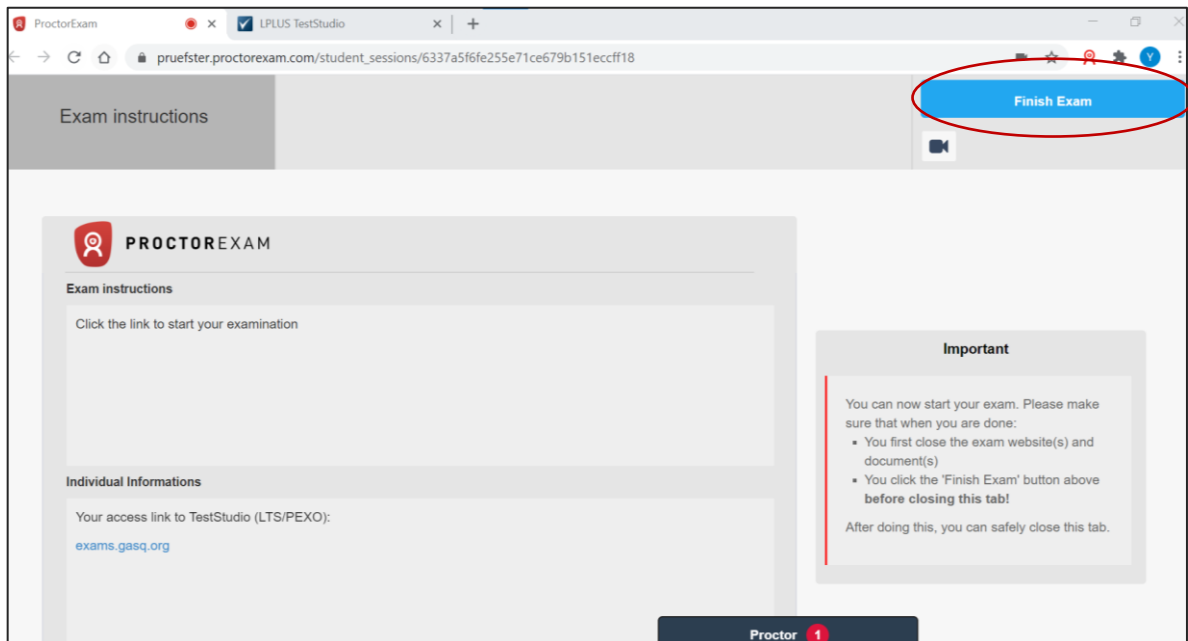 ProctorExam
LPLUS TestStudio
pruefster.proctorexam.com/student_sessions/6337a5f6fe255e71ce679b151eccff18
Y
Exam instructions
Finish Exam
PROCTOREXAM
Exam instructions
Click the link to start your examination
Individual Informations
Your access link to TestStudio (LTS/PEXO):
exams.gasq.org
Important
You can now start your exam. Please make
sure that when you are done:
▪ You first close the exam website(s) and
document(s)
▪ You click the 'Finish Exam' button above
before closing this tab!
After doing this, you can safely close this tab.
Proctor 1